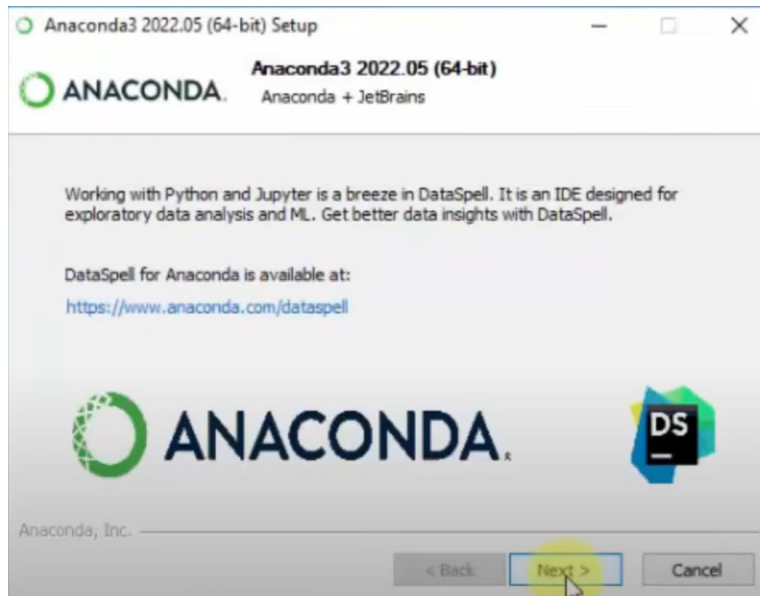 Anaconda3 2022.05 (64-bit) Setup
ANACONDA.
Anaconda3 2022.05 (64-bit)
Anaconda + JetBrains
Working with Python and Jupyter is a breeze in DataSpell. It is an IDE designed for
exploratory data analysis and ML. Get better data insights with DataSpell.
DataSpell for Anaconda is available at:
https://www.anaconda.com/dataspell
ANACONDA.
DS
Anaconda, Inc.
< Back Next > Cancel